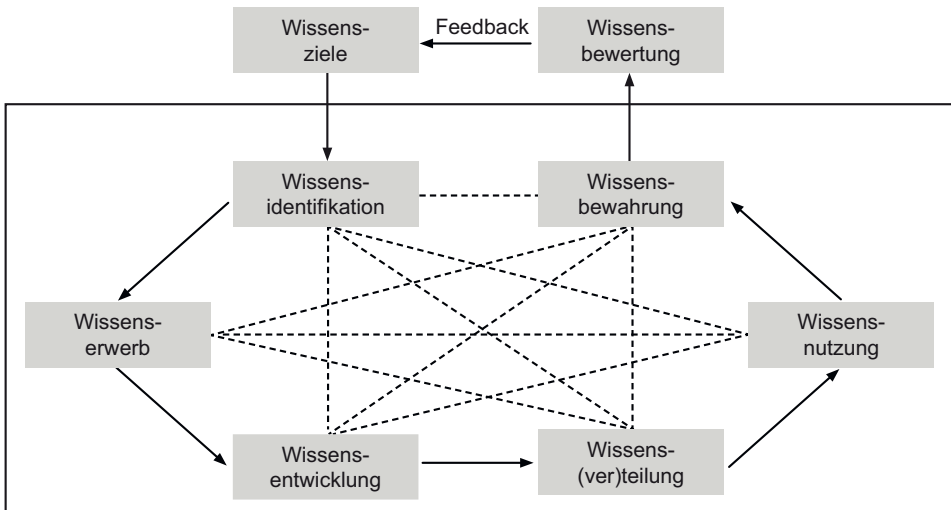 Wissens-
ziele
Feedback
Wissens-
bewertung
Wissens-
identifikation
Wissens-
bewahrung
Wissens-
erwerb
Wissens-
nutzung
Wissens-
entwicklung
Wissens-
(ver)teilung